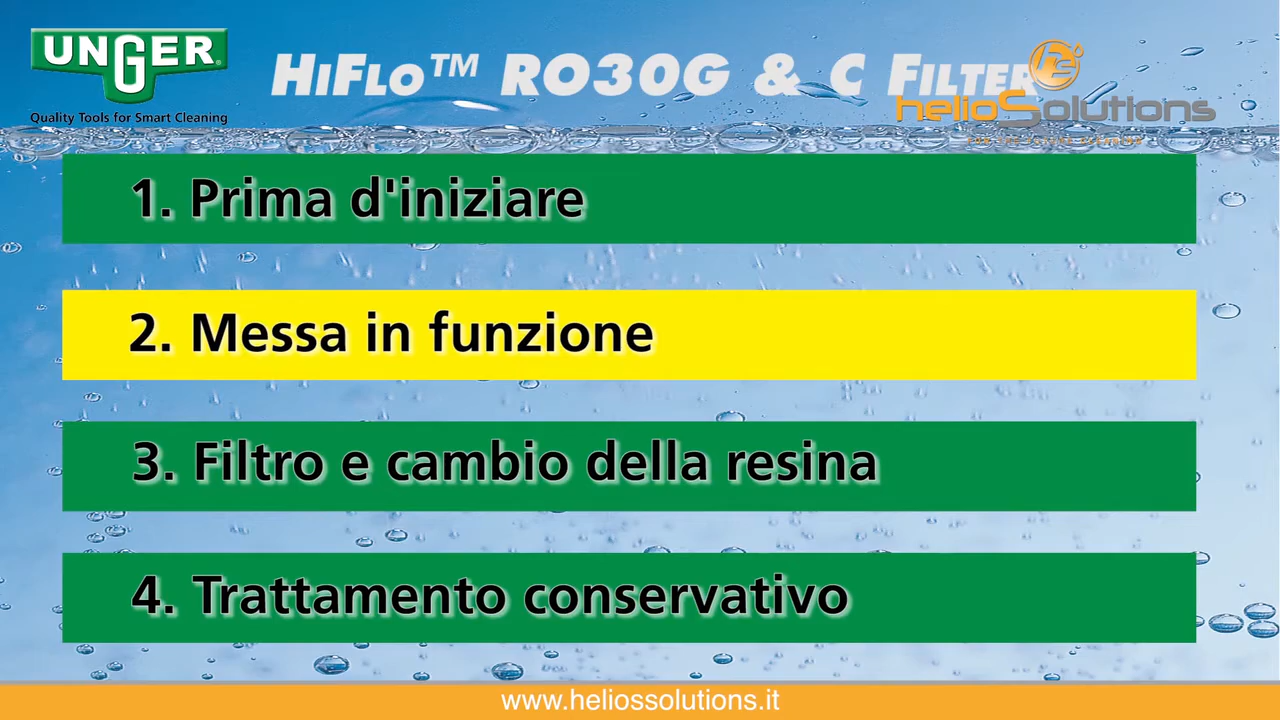 UNGER®
Quality Tools for Smart Cleaning
HIFLO™ RO30G & C FILTER
helioSolutions
1. Prima d'iniziare
2. Messa in funzione
3. Filtro e cambio della resina
4. Trattamento conservativo
www.heliossolutions.it